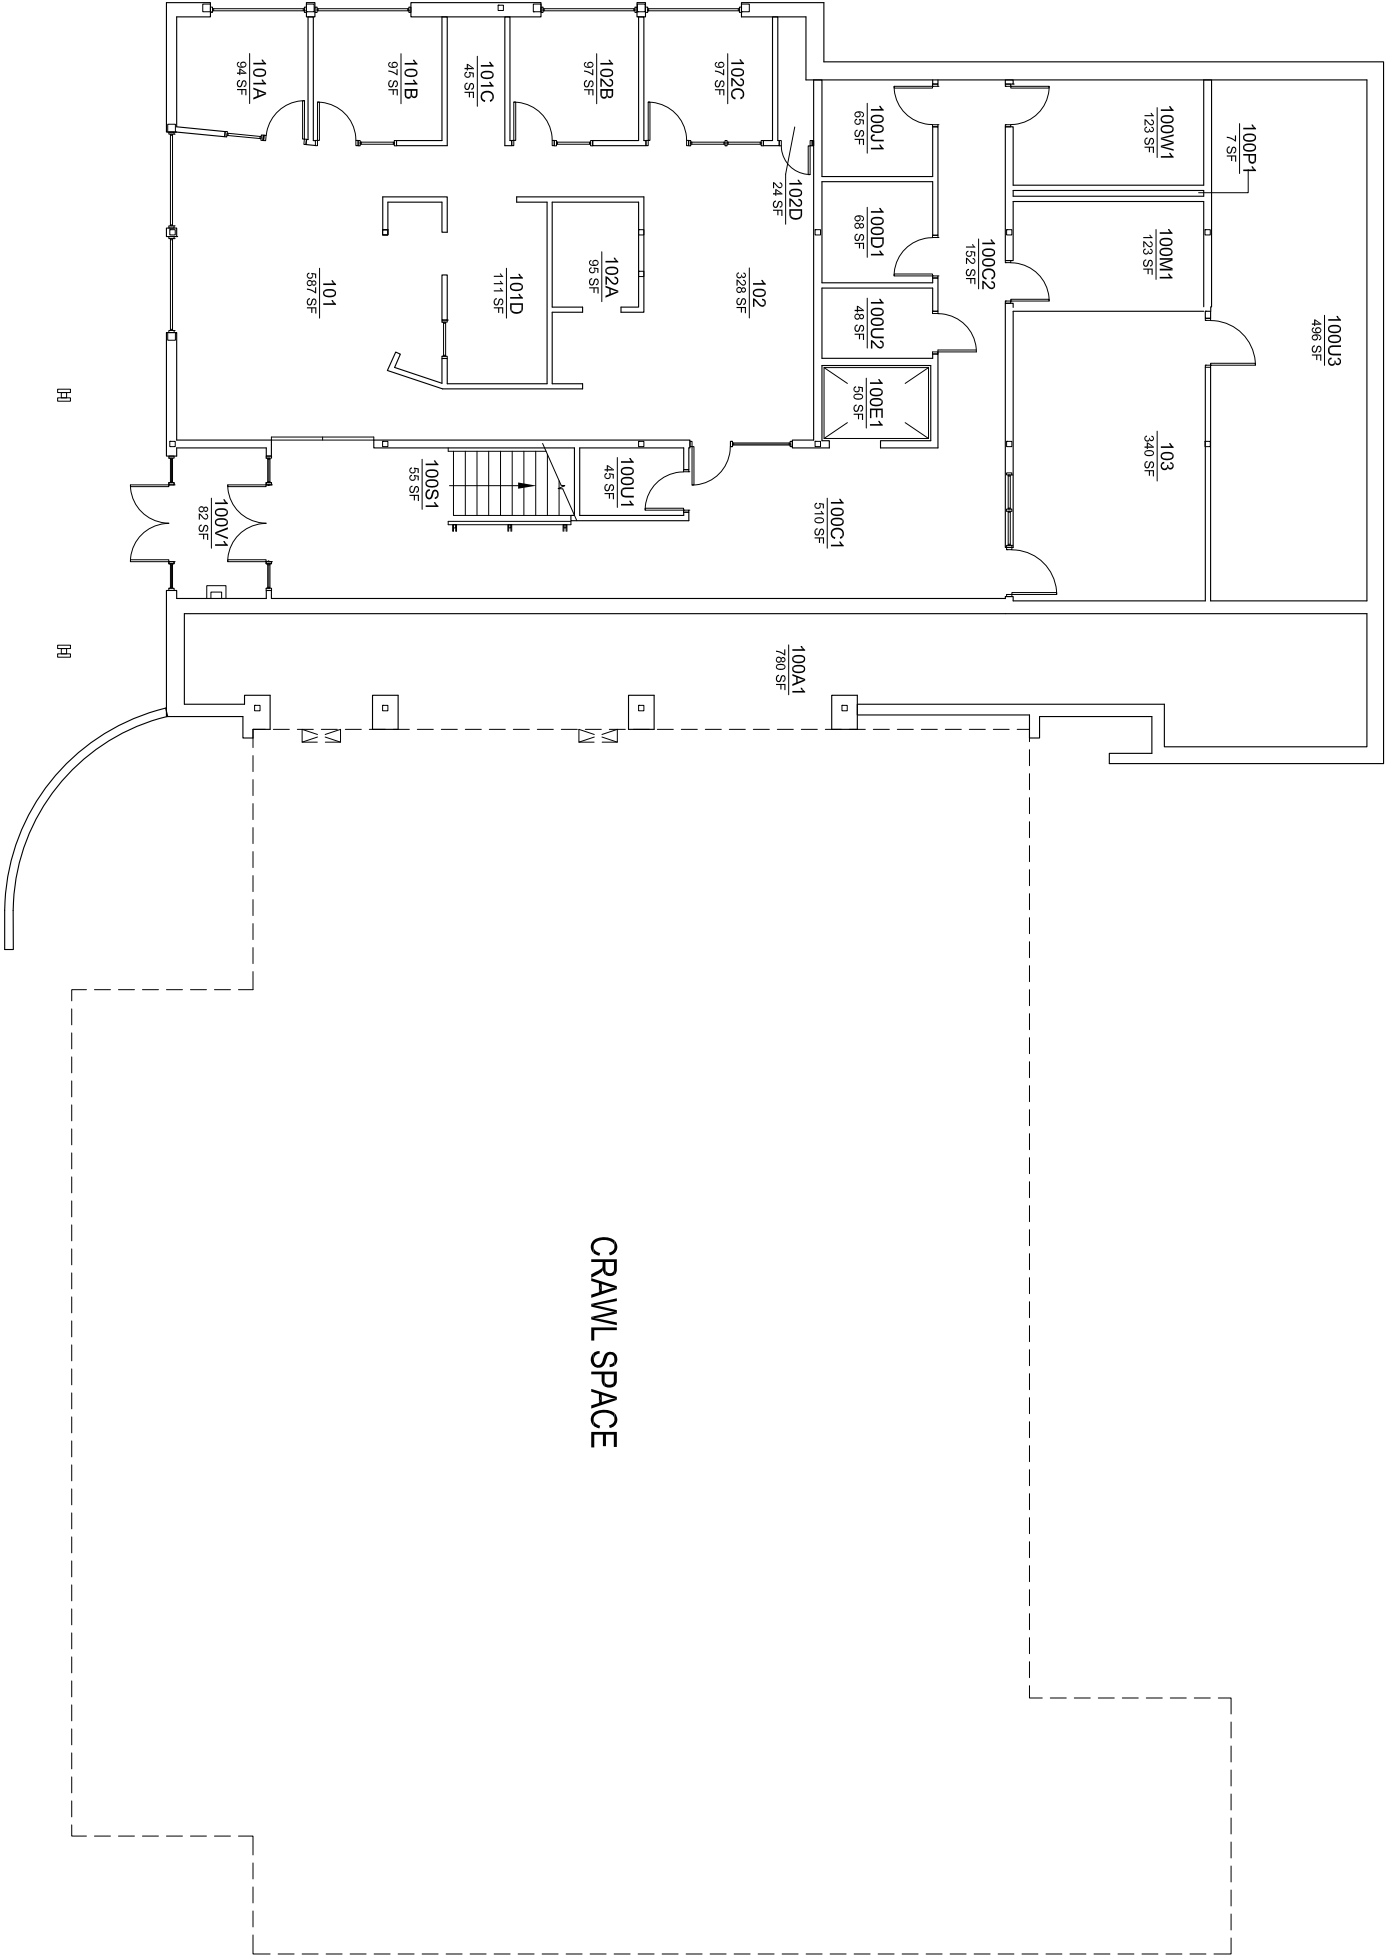 100U3
496 SF
100P1
7 SF
100W1
123 SF
100M1
123 SF
103
340 SF
100C2
152 SF
100J1
65 SF
100D1
68 SF
100U2
48 SF
100E1
50 SF
100C1
510 SF
102D
24 SF
102C
97 SF
102
328 SF
100A1
780 SF
102B
97 SF
102A
95 SF
100U1
45 SF
CRAWL SPACE
101C
45 SF
101D
111 SF
101B
97 SF
100S1
55 SF
101
587 SF
101A
94 SF
100V1
82 SF